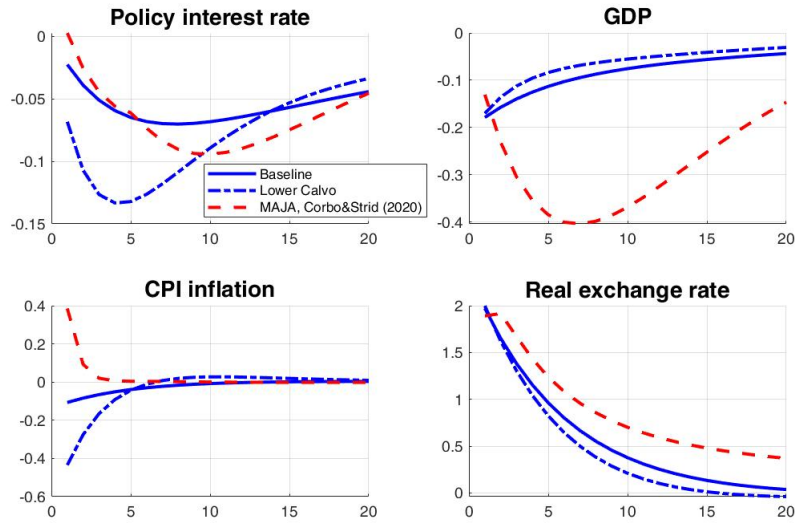 Policy interest rate
0
-0.05
-0.1
-0.15
0 5 10 15 20
Baseline
Lower Calvo
MAJA, Corbo&Strid (2020)
GDP
0
-0.1
-0.2
-0.3
-0.4
0 5 10 15 20
CPI inflation
0.4
0.2
0
-0.2
-0.4
-0.6
0 5 10 15 20
Real exchange rate
2
1.5
1
0.5
0
0 5 10 15 20